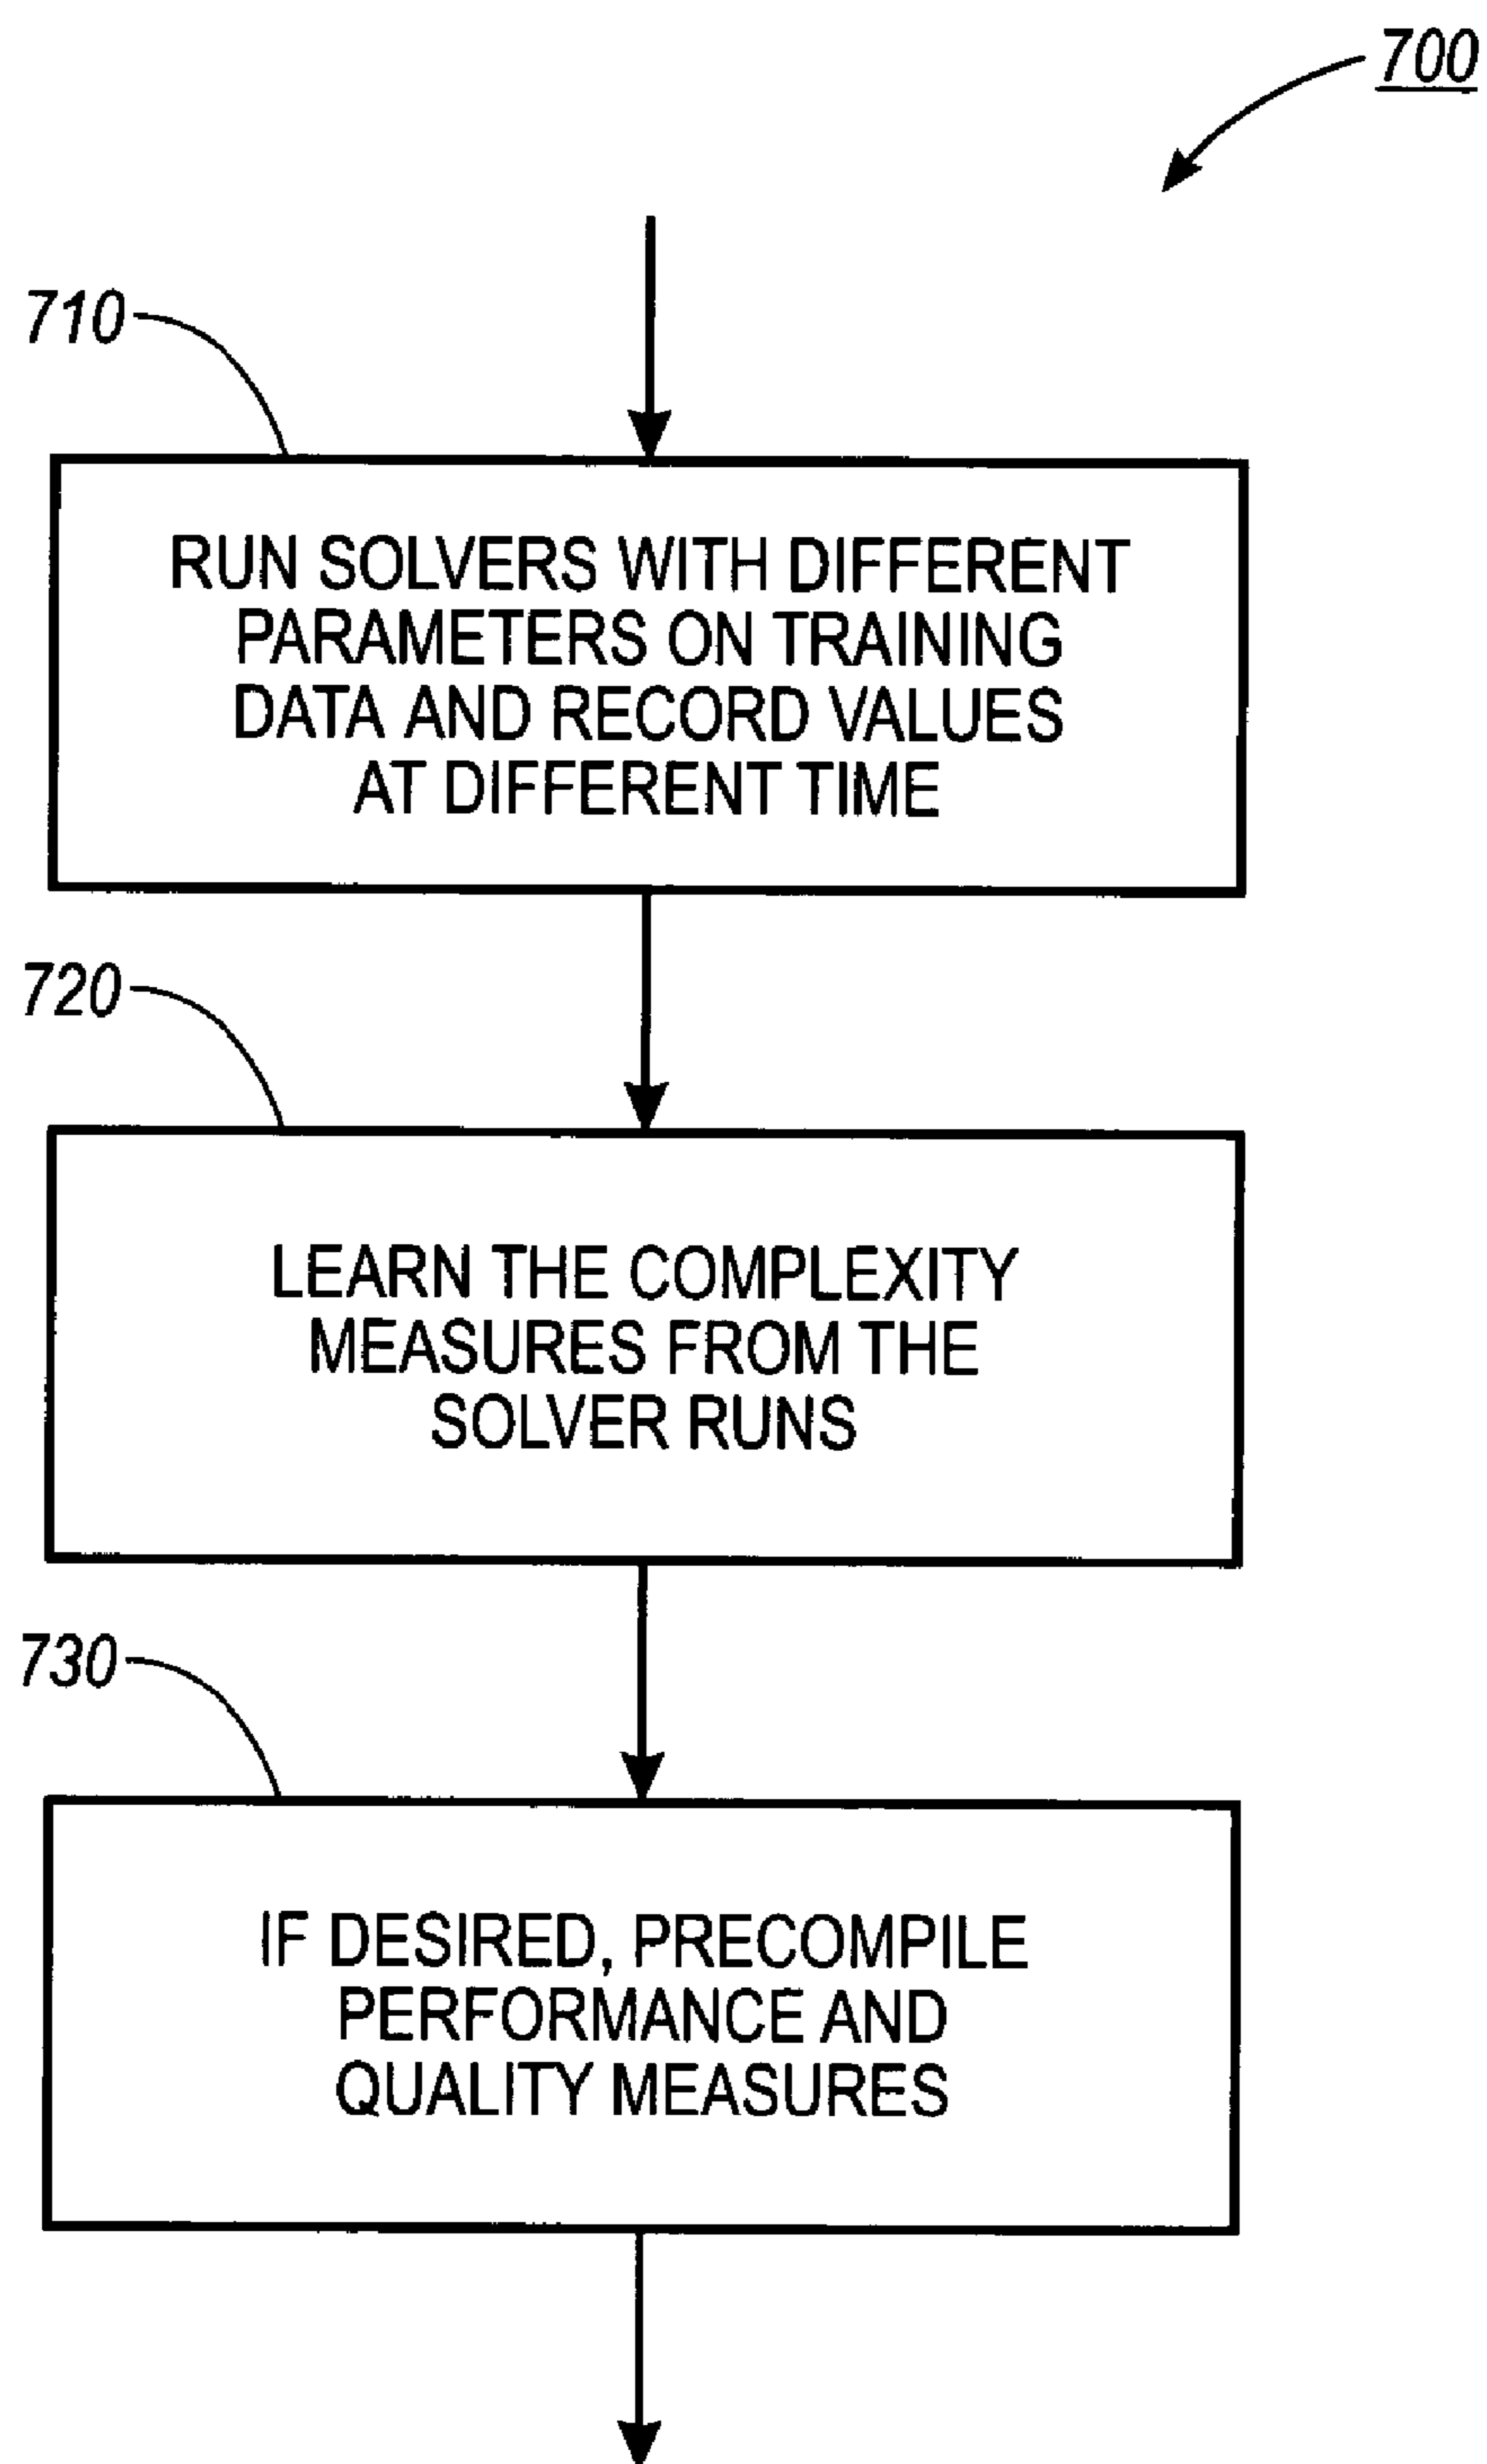 700
710
RUN SOLVERS WITH DIFFERENT
PARAMETERS ON TRAINING
DATA AND RECORD VALUES
AT DIFFERENT TIME
720
LEARN THE COMPLEXITY
MEASURES FROM THE
SOLVER RUNS
730
IF DESIRED, PRECOMPILE
PERFORMANCE AND
QUALITY MEASURES